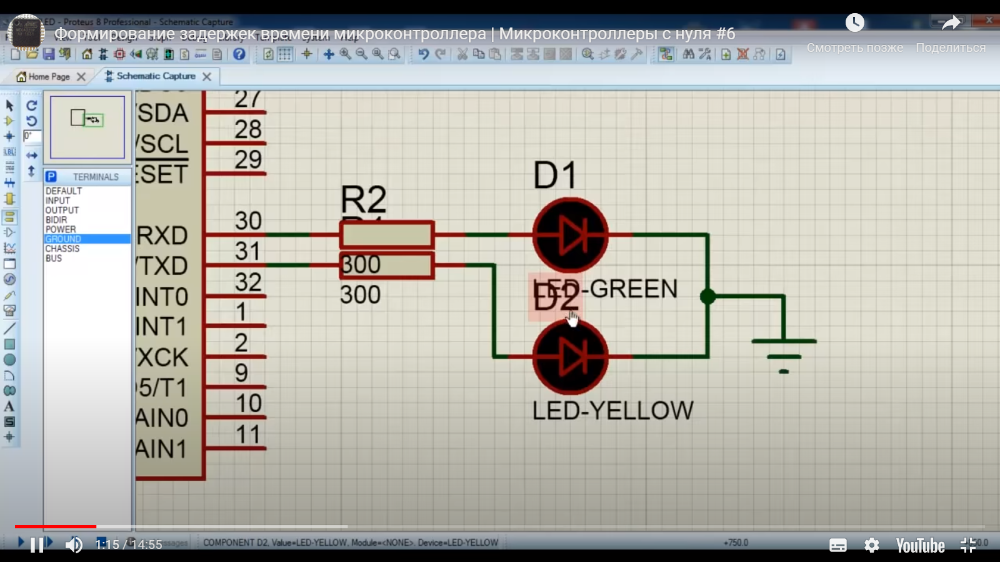 LED - Proteus 8 Professional - Schematic Capture
Формирование задержек времени микроконтроллера | Микроконтроллеры с нуля #6
Смотреть позже
Поделиться
Home Page
Schematic Capture
0°
LBL
P TERMINALS
DEFAULT
INPUT
OUTPUT
BIDIR
POWER
GROUND
CHASSIS
BUS
27
/SDA
28
/SCL
29
ESET
30
RXD
31
/TXD
32
INT0
1
INT1
2
/XCK
9
5/T1
10
AIN0
11
AIN1
R2
R1
300
300
D1
LED-GREEN
D2
LED-YELLOW
A
S
1:15 / 14:55
COMPONENT D2, Value=LED-YELLOW, Module=<NONE>. Device=LED-YELLOW
+750.0
YouTube